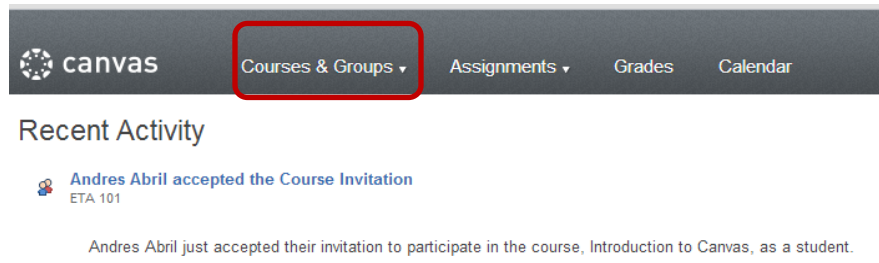 canvas Courses & Groups Assignments Grades Calendar
Recent Activity
Andres Abril accepted the Course Invitation
ETA 101
Andres Abril just accepted their invitation to participate in the course, Introduction to Canvas, as a student.